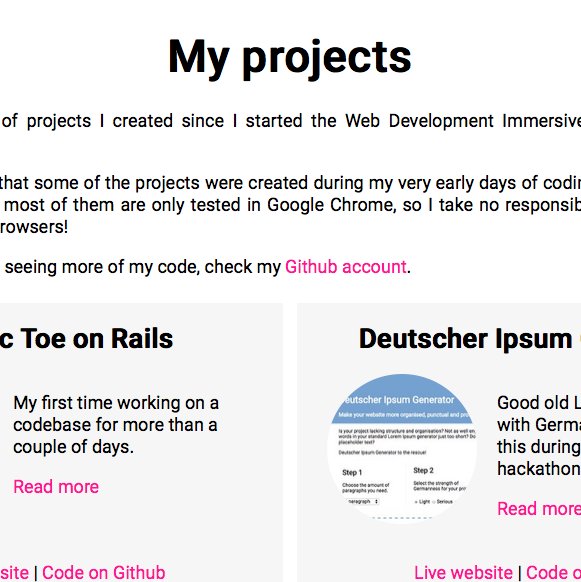 My projects
of projects I created since I started the Web Development Immersive
that some of the projects were created during my very early days of codin
most of them are only tested in Google Chrome, so I take no responsib
rowsers!
seeing more of my code, check my Github account.
c Toe on Rails
My first time working on a
codebase for more than a
couple of days.
Read more
site | Code on Github
Deutscher Ipsum
eutscher Ipsum Generator
Make your website more organised, punctual and pro
Is your project lacking structure and organisation? Not as well en
words in your standard Lorem Ipsum generator just too short? Do
placeholder text?
Deutscher Ipsum Generator to the rescue!
Step 1
Choose the amount of
paragraphs you need.
paragraph
Step 2
Select the strength of
Germanness for your pr
Light
Serious
Good old L
with Germa
this during
hackathon
Read more
Live website | Code o